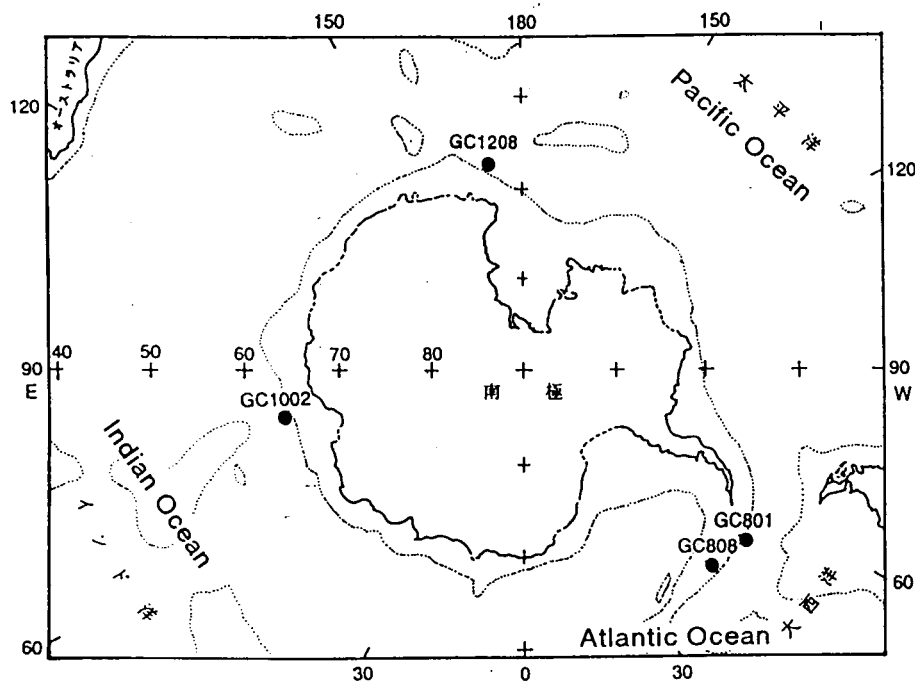 150 180 150
オーストラリア
太平洋
Pacific Ocean
120
GC1208
120
90 E
40 50 60 70 80
90 W
南極
GC1002
Indian Ocean
インド洋
GC801
GC808
60
大西洋
Atlantic Ocean
60
30 0 30